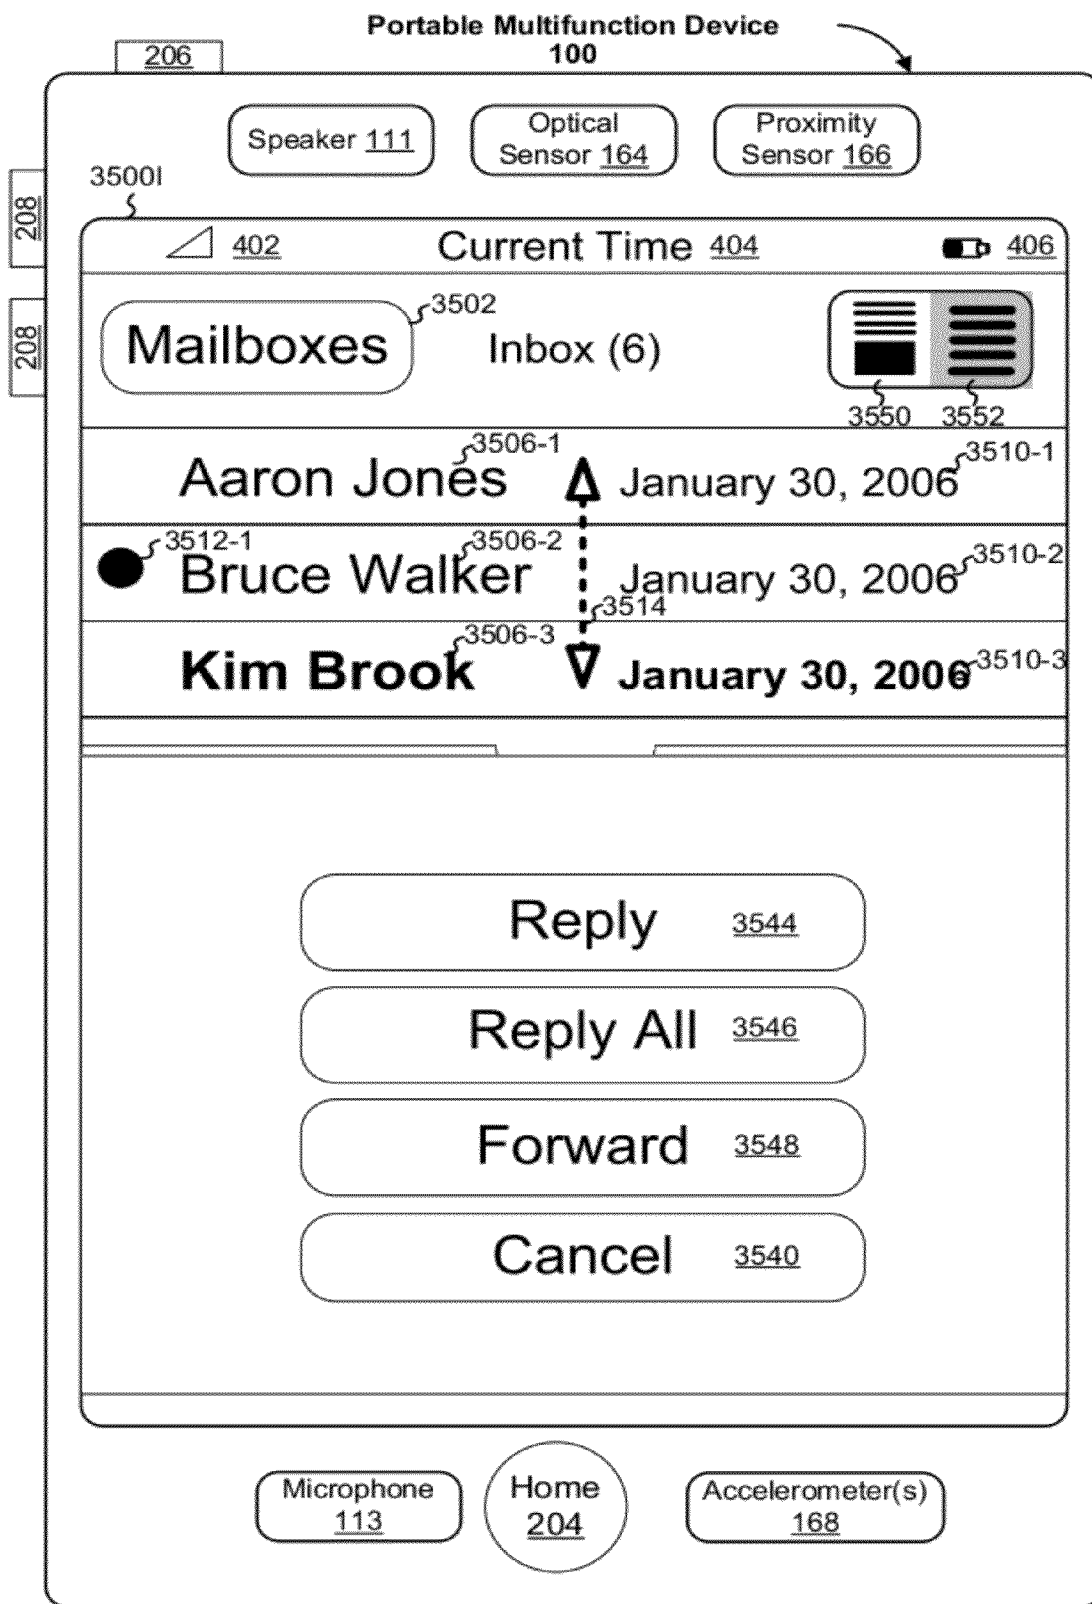 Portable Multifunction Device
100
206
Speaker 111
Optical
Sensor 164
Proximity
Sensor 166
208
208
3500I
402
Current Time 404
406
Mailboxes
3502
Inbox (6)
3550
3552
Aaron Jones
3506-1
January 30, 2006
3510-1
3512-1
Bruce Walker
3506-2
January 30, 2006
3510-2
3514
Kim Brook
3506-3
January 30, 2006
3510-3
Reply 3544
Reply All 3546
Forward 3548
Cancel 3540
Microphone
113
Home
204
Accelerometer(s)
168